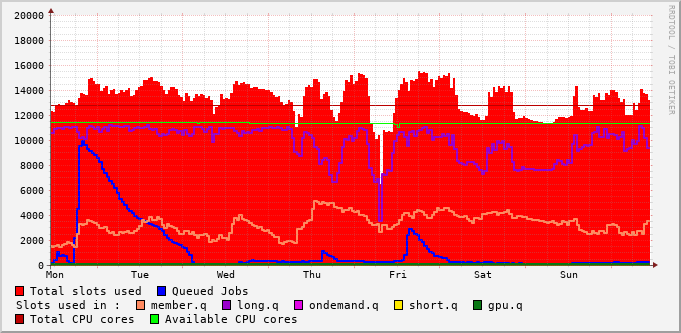 20000
18000
16000
14000
12000
10000
8000
6000
4000
2000
0
Mon Tue Wed Thu Fri Sat Sun
RRDTOOL / TOBI OETIKER
Total slots used Queued Jobs
Slots used in : member.q long.q ondemand.q short.q gpu.q
Total CPU cores Available CPU cores